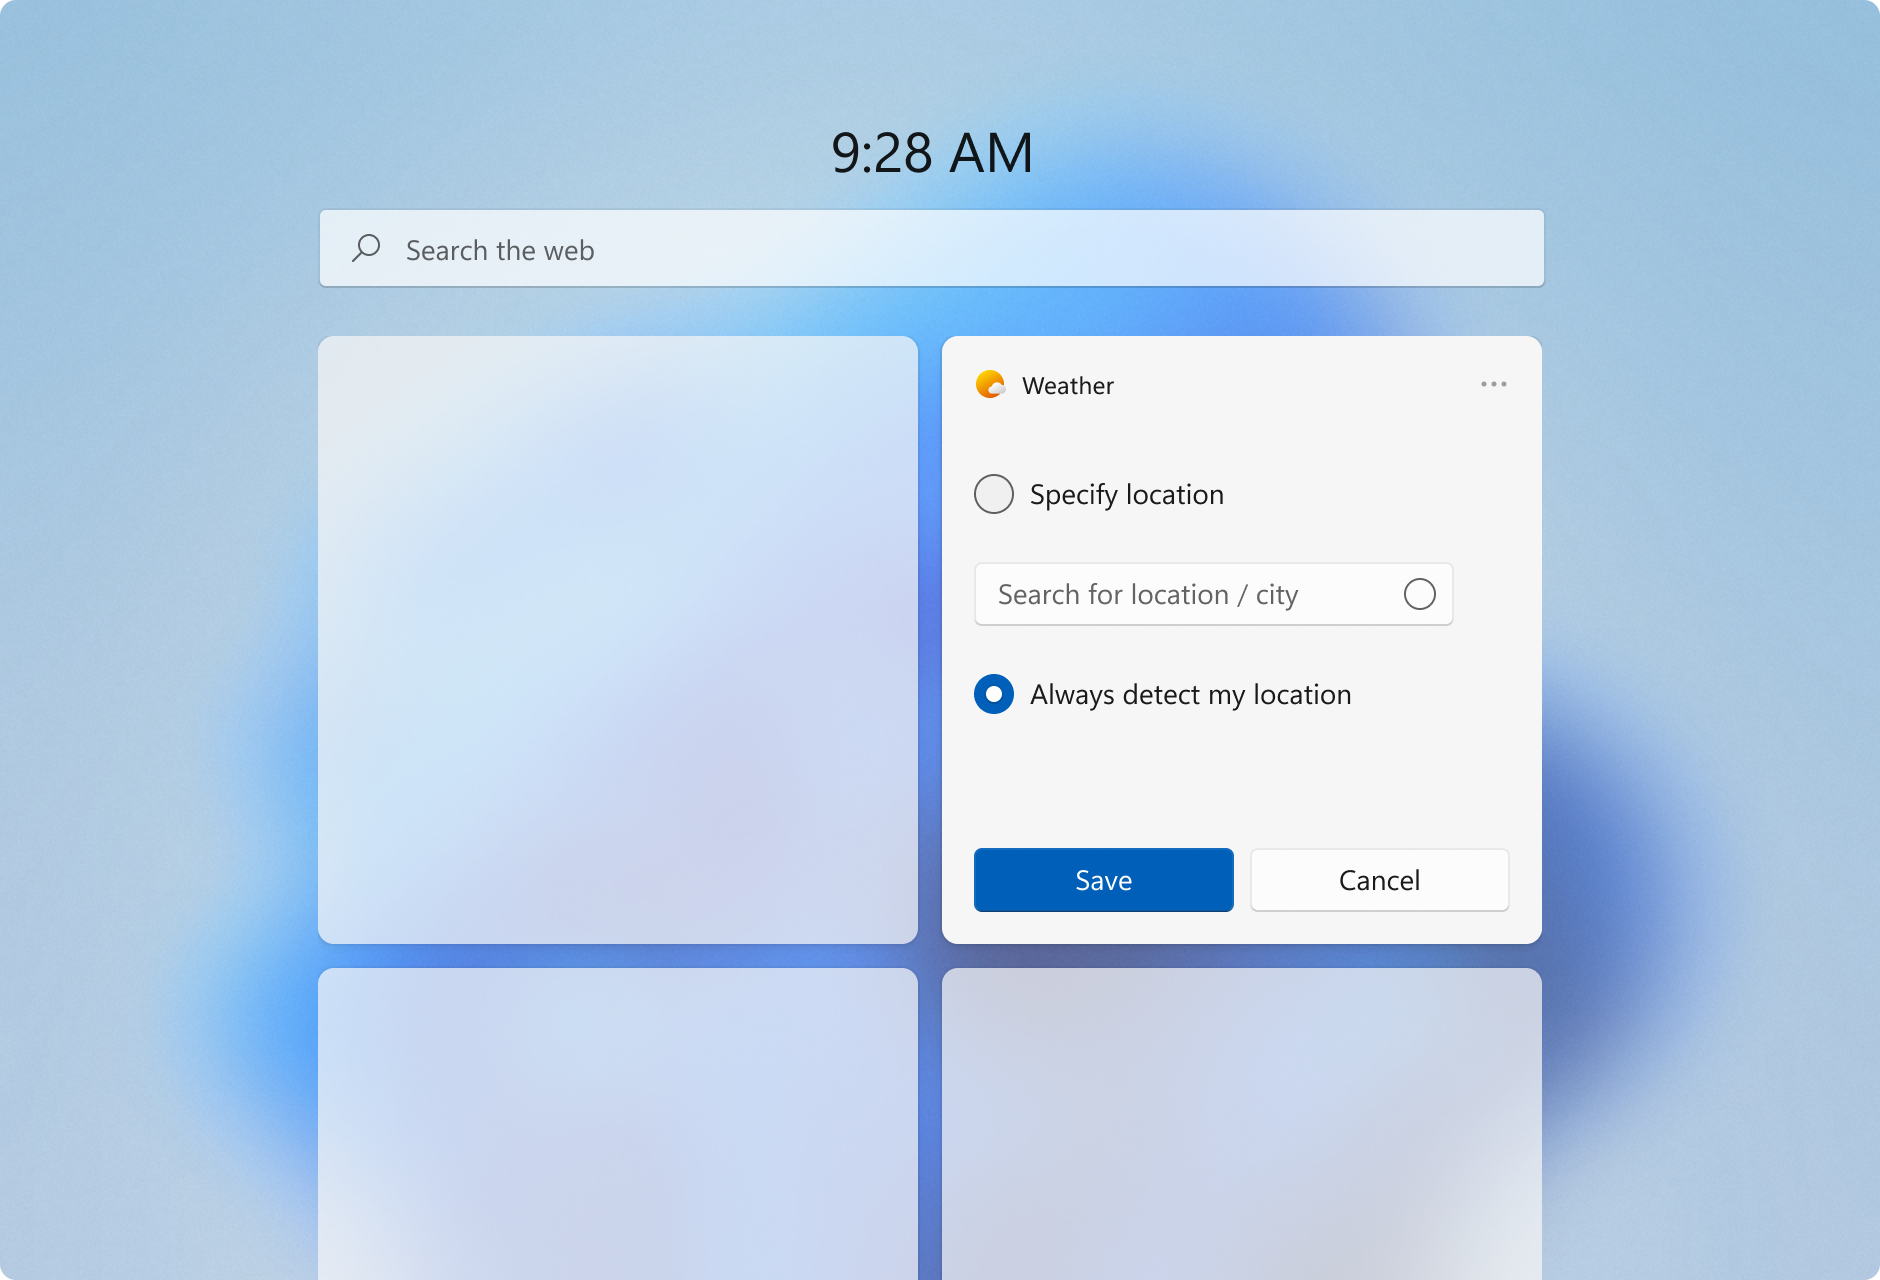 9:28 AM
Search the web
Weather
Specify location
Search for location / city
Always detect my location
Save
Cancel